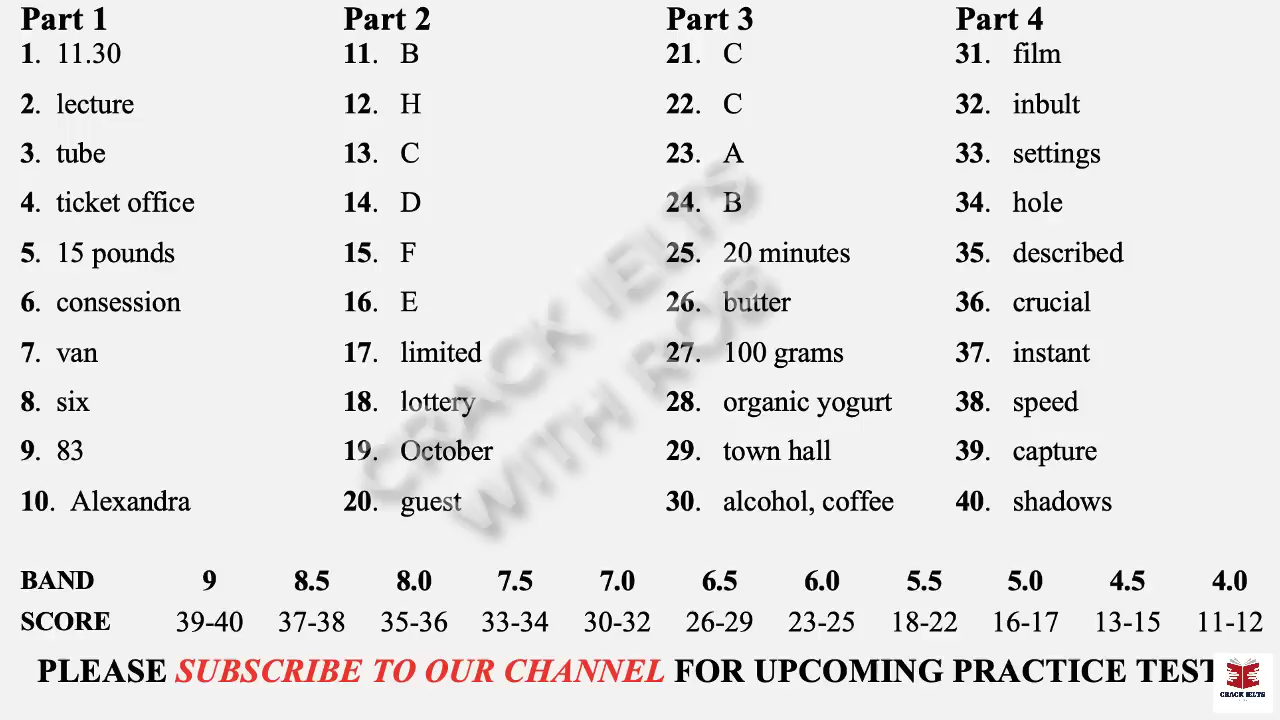 Part 1 Part 2 Part 3 Part 4
1. 11.30 11. B 21. C 31. film
2. lecture 12. H 22. C 32. inbult
3. tube 13. C 23. A 33. settings
4. ticket office 14. D 24. B 34. hole
5. 15 pounds 15. F 25. 20 minutes 35. described
6. consession 16. E 26. butter 36. crucial
7. van 17. limited 27. 100 grams 37. instant
8. six 18. lottery 28. organic yogurt 38. speed
9. 83 19. October 29. town hall 39. capture
10. Alexandra 20. guest 30. alcohol, coffee 40. shadows
CRACK IELTS
WITH ROB
BAND 9 8.5 8.0 7.5 7.0 6.5 6.0 5.5 5.0 4.5 4.0
SCORE 39-40 37-38 35-36 33-34 30-32 26-29 23-25 18-22 16-17 13-15 11-12
PLEASE SUBSCRIBE TO OUR CHANNEL FOR UPCOMING PRACTICE TEST
CRACK IELTS